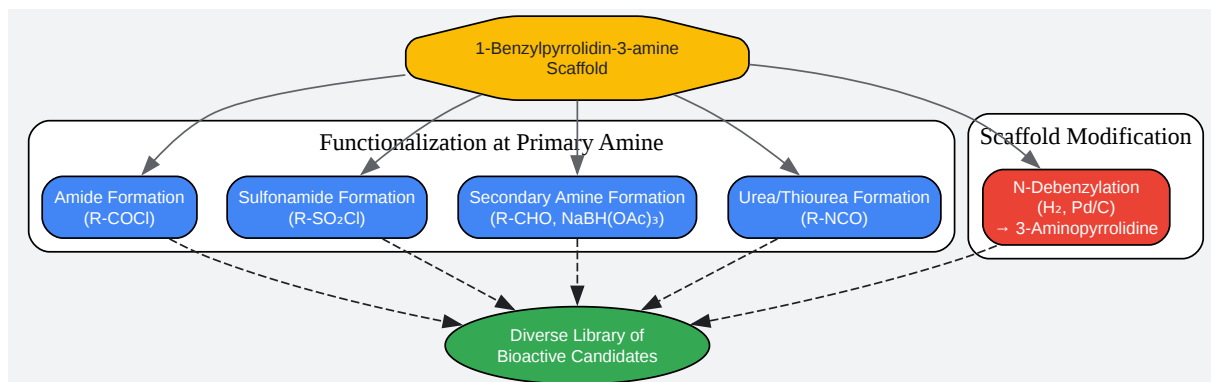 1-Benzylpyrrolidin-3-amine
Scaffold
Functionalization at Primary Amine
Scaffold Modification
Amide Formation
(R-COCl)
Sulfonamide Formation
(R-SO₂Cl)
Secondary Amine Formation
(R-CHO, NaBH(OAc)₃)
Urea/Thiourea Formation
(R-NCO)
N-Debenzylation
(H₂, Pd/C)
→ 3-Aminopyrrolidine
Diverse Library of
Bioactive Candidates